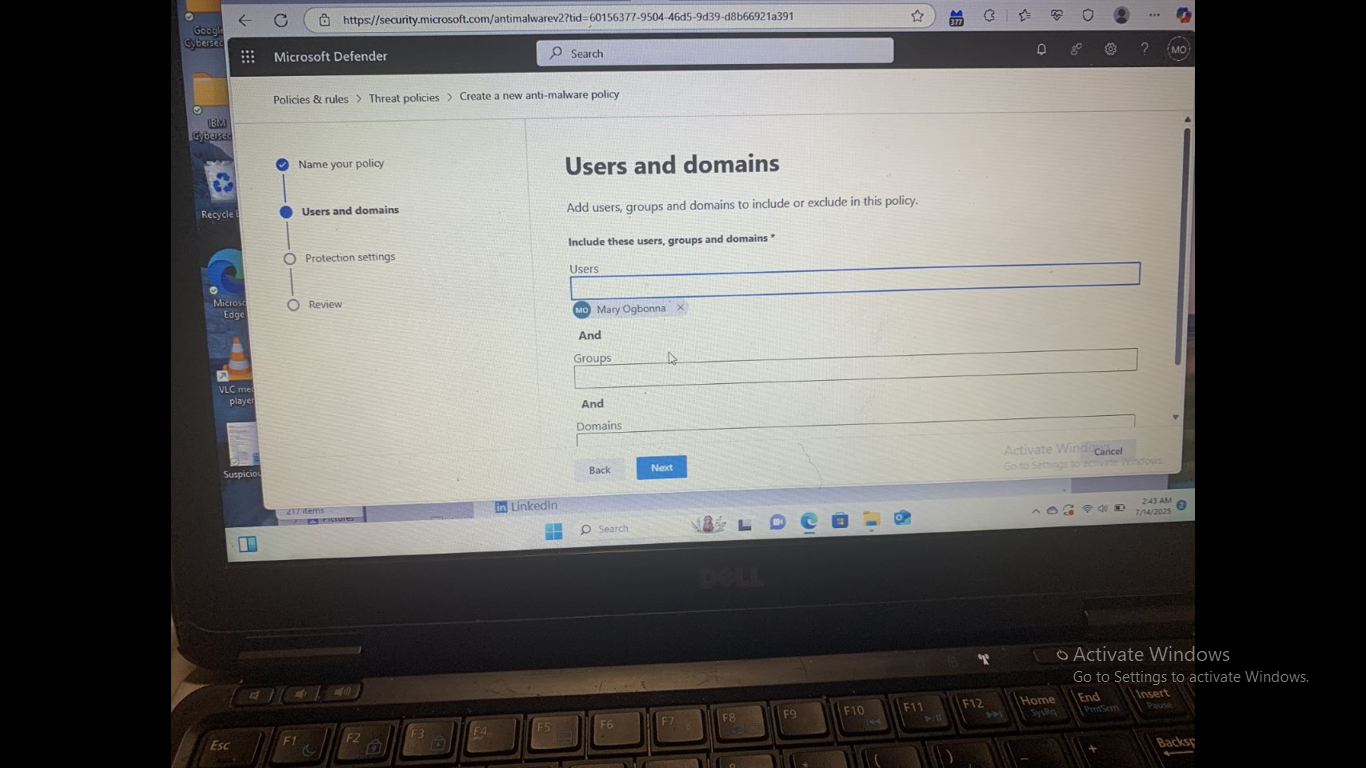 https://security.microsoft.com/antimalwarev2?tid=60156377-9504-46d5-9d39-d8b66921a391
377
Microsoft Defender
Search
MO
Policies & rules > Threat policies > Create a new anti-malware policy
Name your policy
Users and domains
Protection settings
Review
Users and domains
Add users, groups and domains to include or exclude in this policy.
Include these users, groups and domains *
Users
MO Mary Ogbonna
And
Groups
And
Domains
Back
Next
Cancel
Activate Windows
Go to Settings to activate Windows.
Google
Cybersec
IBM
Cybersec
Recycle
Microso
Edge
VLC me
player
Suspicio
217 items
Pictures
in LinkedIn
Search
2:43 AM
7/14/2025
2
DELL
Activate Windows
Go to Settings to activate Windows.
Esc
F1
F2
F3
F4
F5
F6
F7
F8
F9
F10
F11
F12
Home
SysRq
End
PrntScrn
Insert
Pause
Backsp